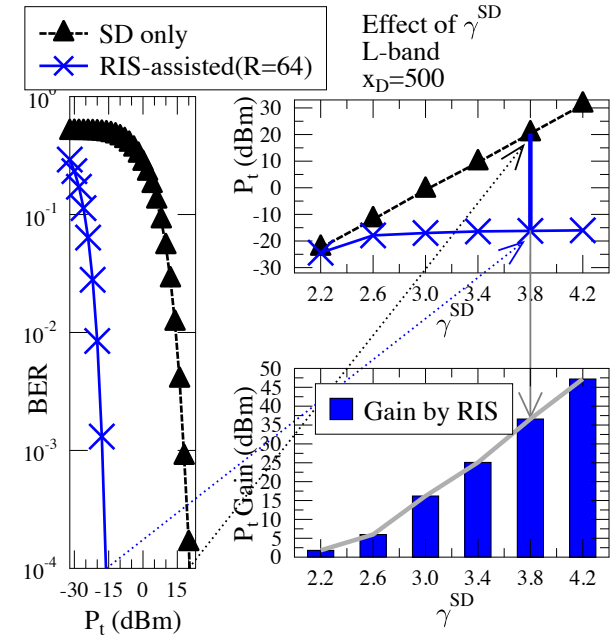 SD only
RIS-assisted(R=64)
Effect of γ^SD
L-band
x_D=500
10^0
10^-1
10^-2
10^-3
10^-4
BER
-30 -15 0 15
P_t (dBm)
30
20
10
0
-10
-20
-30
P_t (dBm)
2.2 2.6 3.0 3.4 3.8 4.2
γ^SD
50
45
40
35
30
25
20
15
10
5
0
P_t Gain (dBm)
Gain by RIS
2.2 2.6 3.0 3.4 3.8 4.2
γ^SD